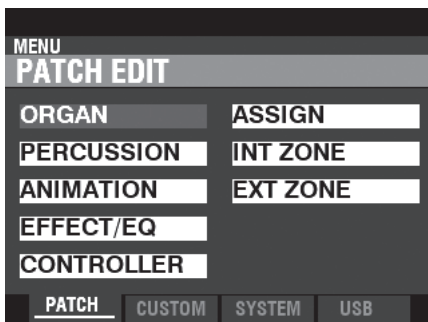 MENU
PATCH EDIT
ORGAN
ASSIGN
PERCUSSION
INT ZONE
ANIMATION
EXT ZONE
EFFECT/EQ
CONTROLLER
PATCH CUSTOM SYSTEM USB